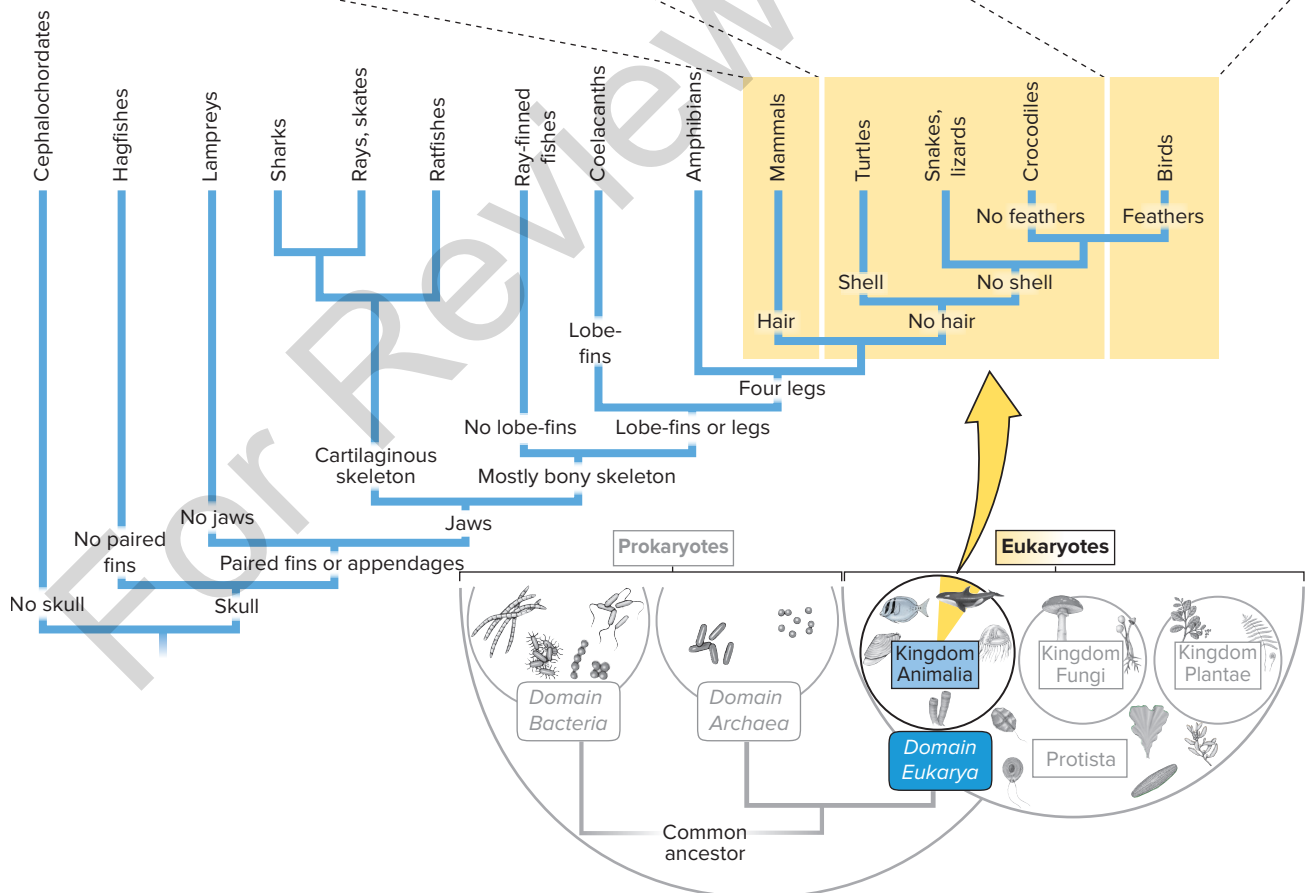 Cephalochordates
Hagfishes
Lampreys
Sharks
Rays, skates
Ratfishes
Ray-finned
fishes
Coelacanths
Amphibians
Mammals
Turtles
Snakes,
lizards
Crocodiles
Birds
No feathers
Feathers
Shell
No shell
Hair
No hair
Lobe-
fins
Four legs
No lobe-fins
Lobe-fins or legs
Cartilaginous
skeleton
Mostly bony skeleton
No jaws
Jaws
No paired
fins
Paired fins or appendages
No skull
Skull
Prokaryotes
Eukaryotes
Kingdom
Animalia
Kingdom
Fungi
Kingdom
Plantae
Domain
Bacteria
Domain
Archaea
Domain
Eukarya
Protista
Common
ancestor
For Review